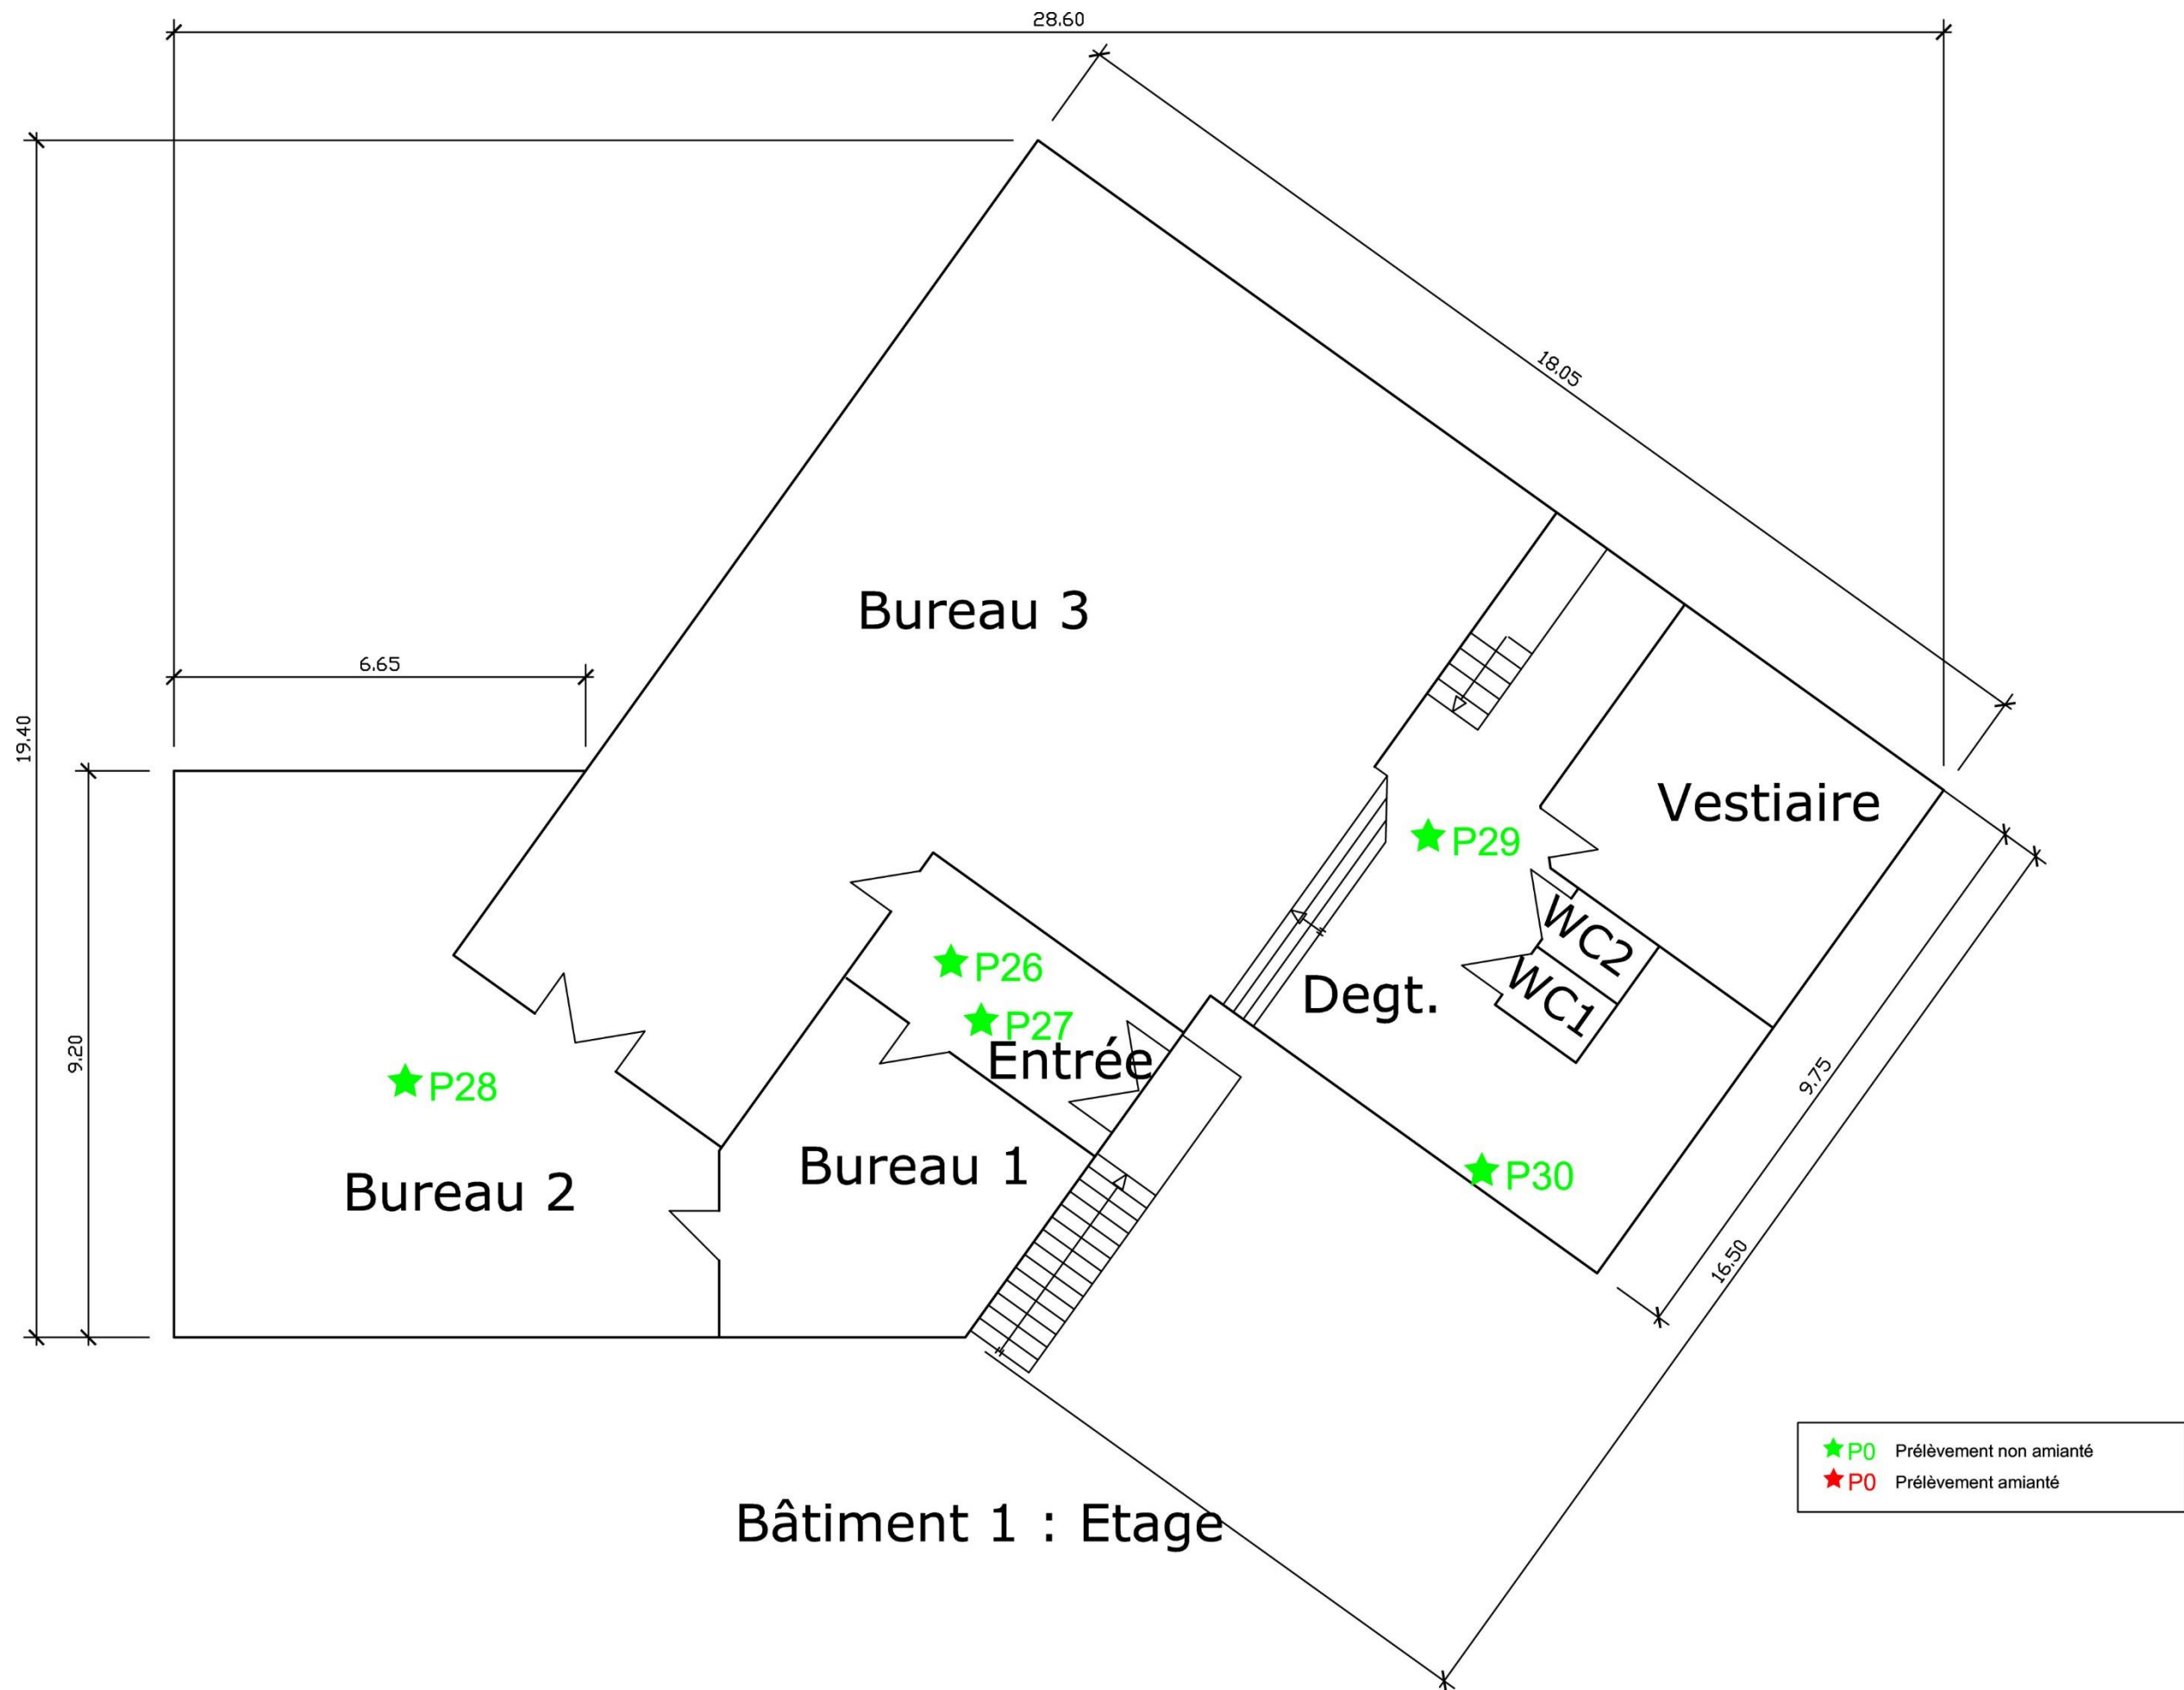 28.60
18.05
Bureau 3
6.65
19.40
Vestiaire
P29
WC2
P26
Degt.
WC1
P27
Entrée
9.20
P28
9.75
Bureau 1
P30
Bureau 2
16.50
P0 Prélèvement non amianté
P0 Prélèvement amianté
Bâtiment 1 : Etage